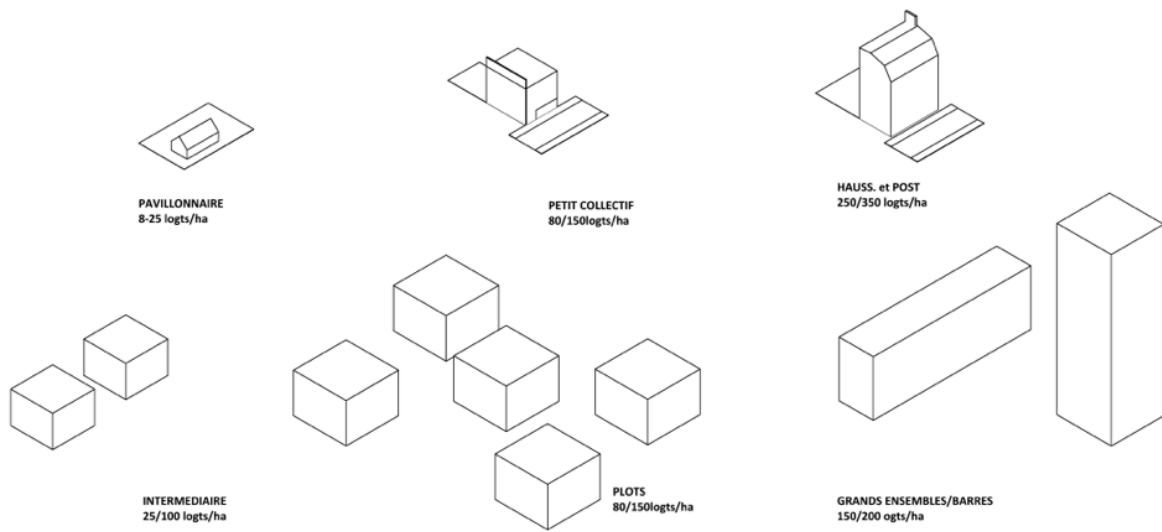 PAVILLONNAIRE
8-25 logts/ha
PETIT COLLECTIF
80/150logts/ha
HAUSS. et POST
250/350 logts/ha
INTERMEDIAIRE
25/100 logts/ha
PLOTS
80/150logts/ha
GRANDS ENSEMBLES/BARRES
150/200 ogts/ha